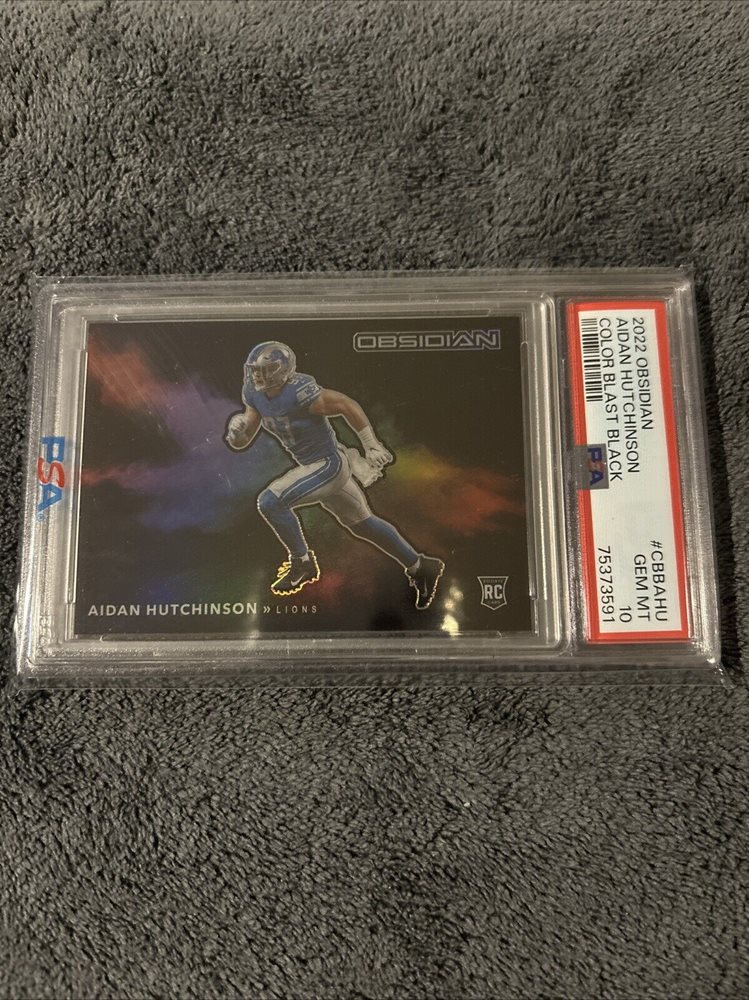 OBSIDIAN
97
AIDAN HUTCHINSON » LIONS
RC
PSA
2022 OBSIDIAN
AIDAN HUTCHINSON
COLOR BLAST BLACK
#CBBAHU
GEM MT
10
75373591
PSA